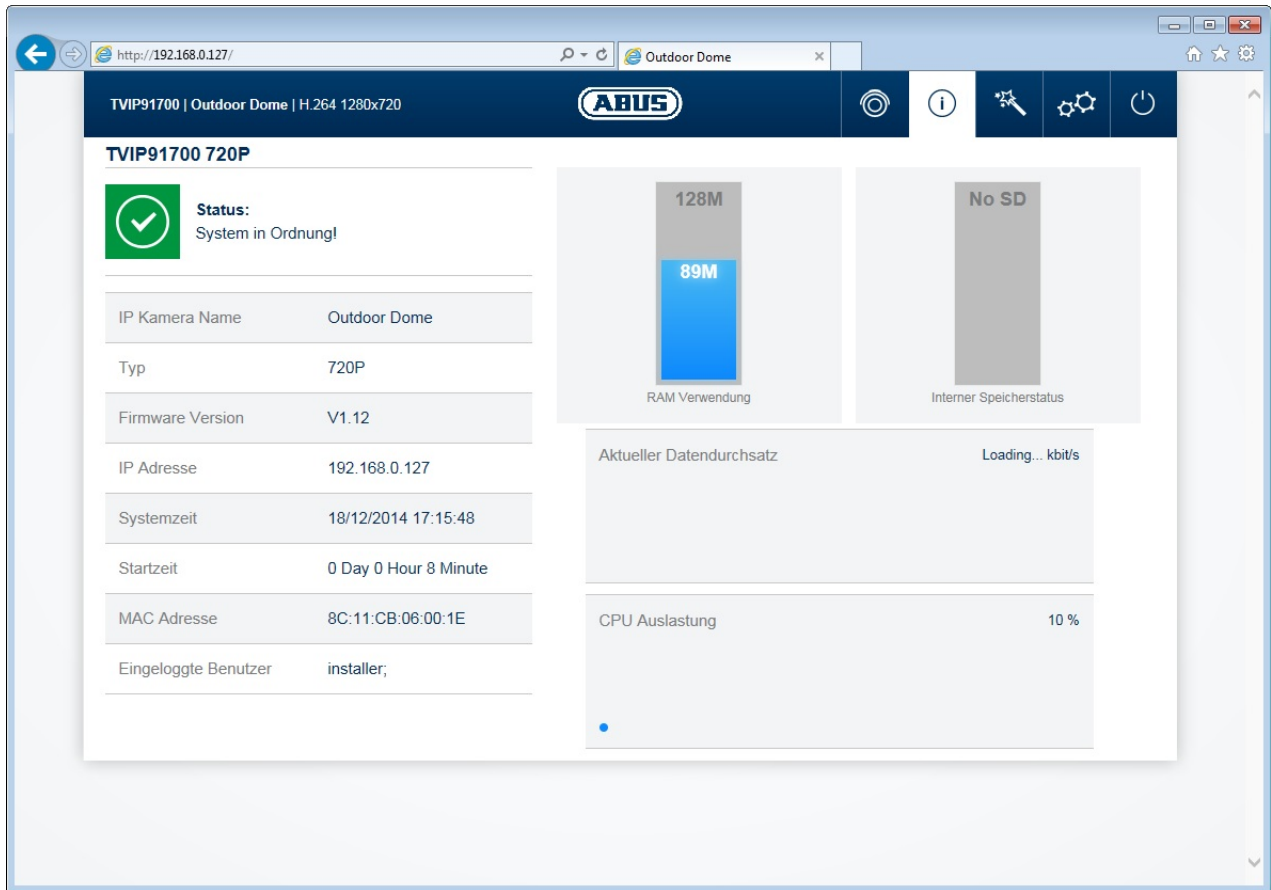 http://192.168.0.127/
Outdoor Dome
TVIP91700 | Outdoor Dome | H.264 1280x720
ABUS
TVIP91700 720P
Status:
System in Ordnung!
IP Kamera Name Outdoor Dome
Typ 720P
Firmware Version V1.12
IP Adresse 192.168.0.127
Systemzeit 18/12/2014 17:15:48
Startzeit 0 Day 0 Hour 8 Minute
MAC Adresse 8C:11:CB:06:00:1E
Eingeloggte Benutzer installer;
128M
89M
RAM Verwendung
No SD
Interner Speicherstatus
Aktueller Datendurchsatz Loading... kbit/s
CPU Auslastung 10 %